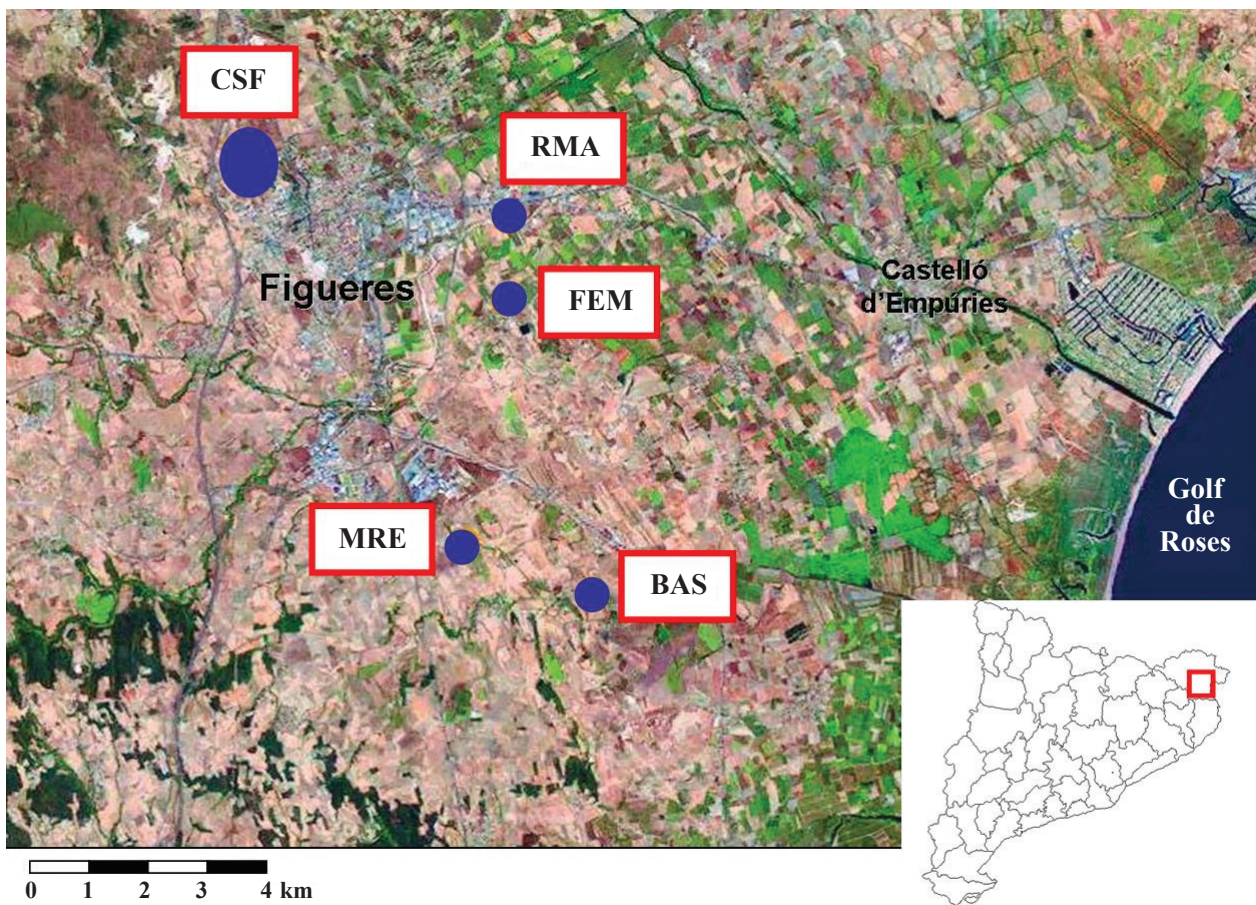 CSF
RMA
FEM
Figueres
Castelló
d'Empúries
MRE
BAS
Golf
de
Roses
0 1 2 3 4 km